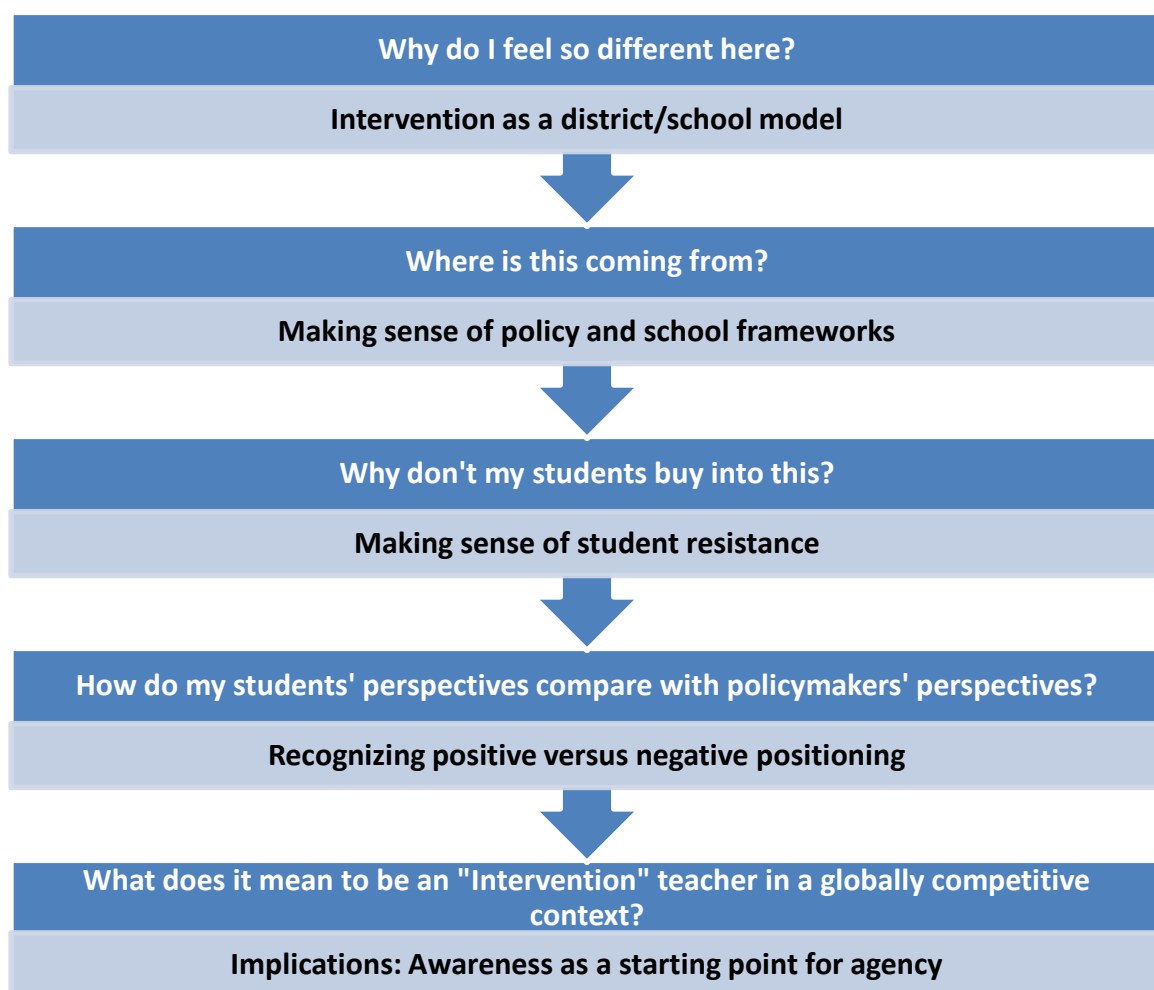 Why do I feel so different here?
Intervention as a district/school model
Where is this coming from?
Making sense of policy and school frameworks
Why don't my students buy into this?
Making sense of student resistance
How do my students' perspectives compare with policymakers' perspectives?
Recognizing positive versus negative positioning
What does it mean to be an "Intervention" teacher in a globally competitive
context?
Implications: Awareness as a starting point for agency